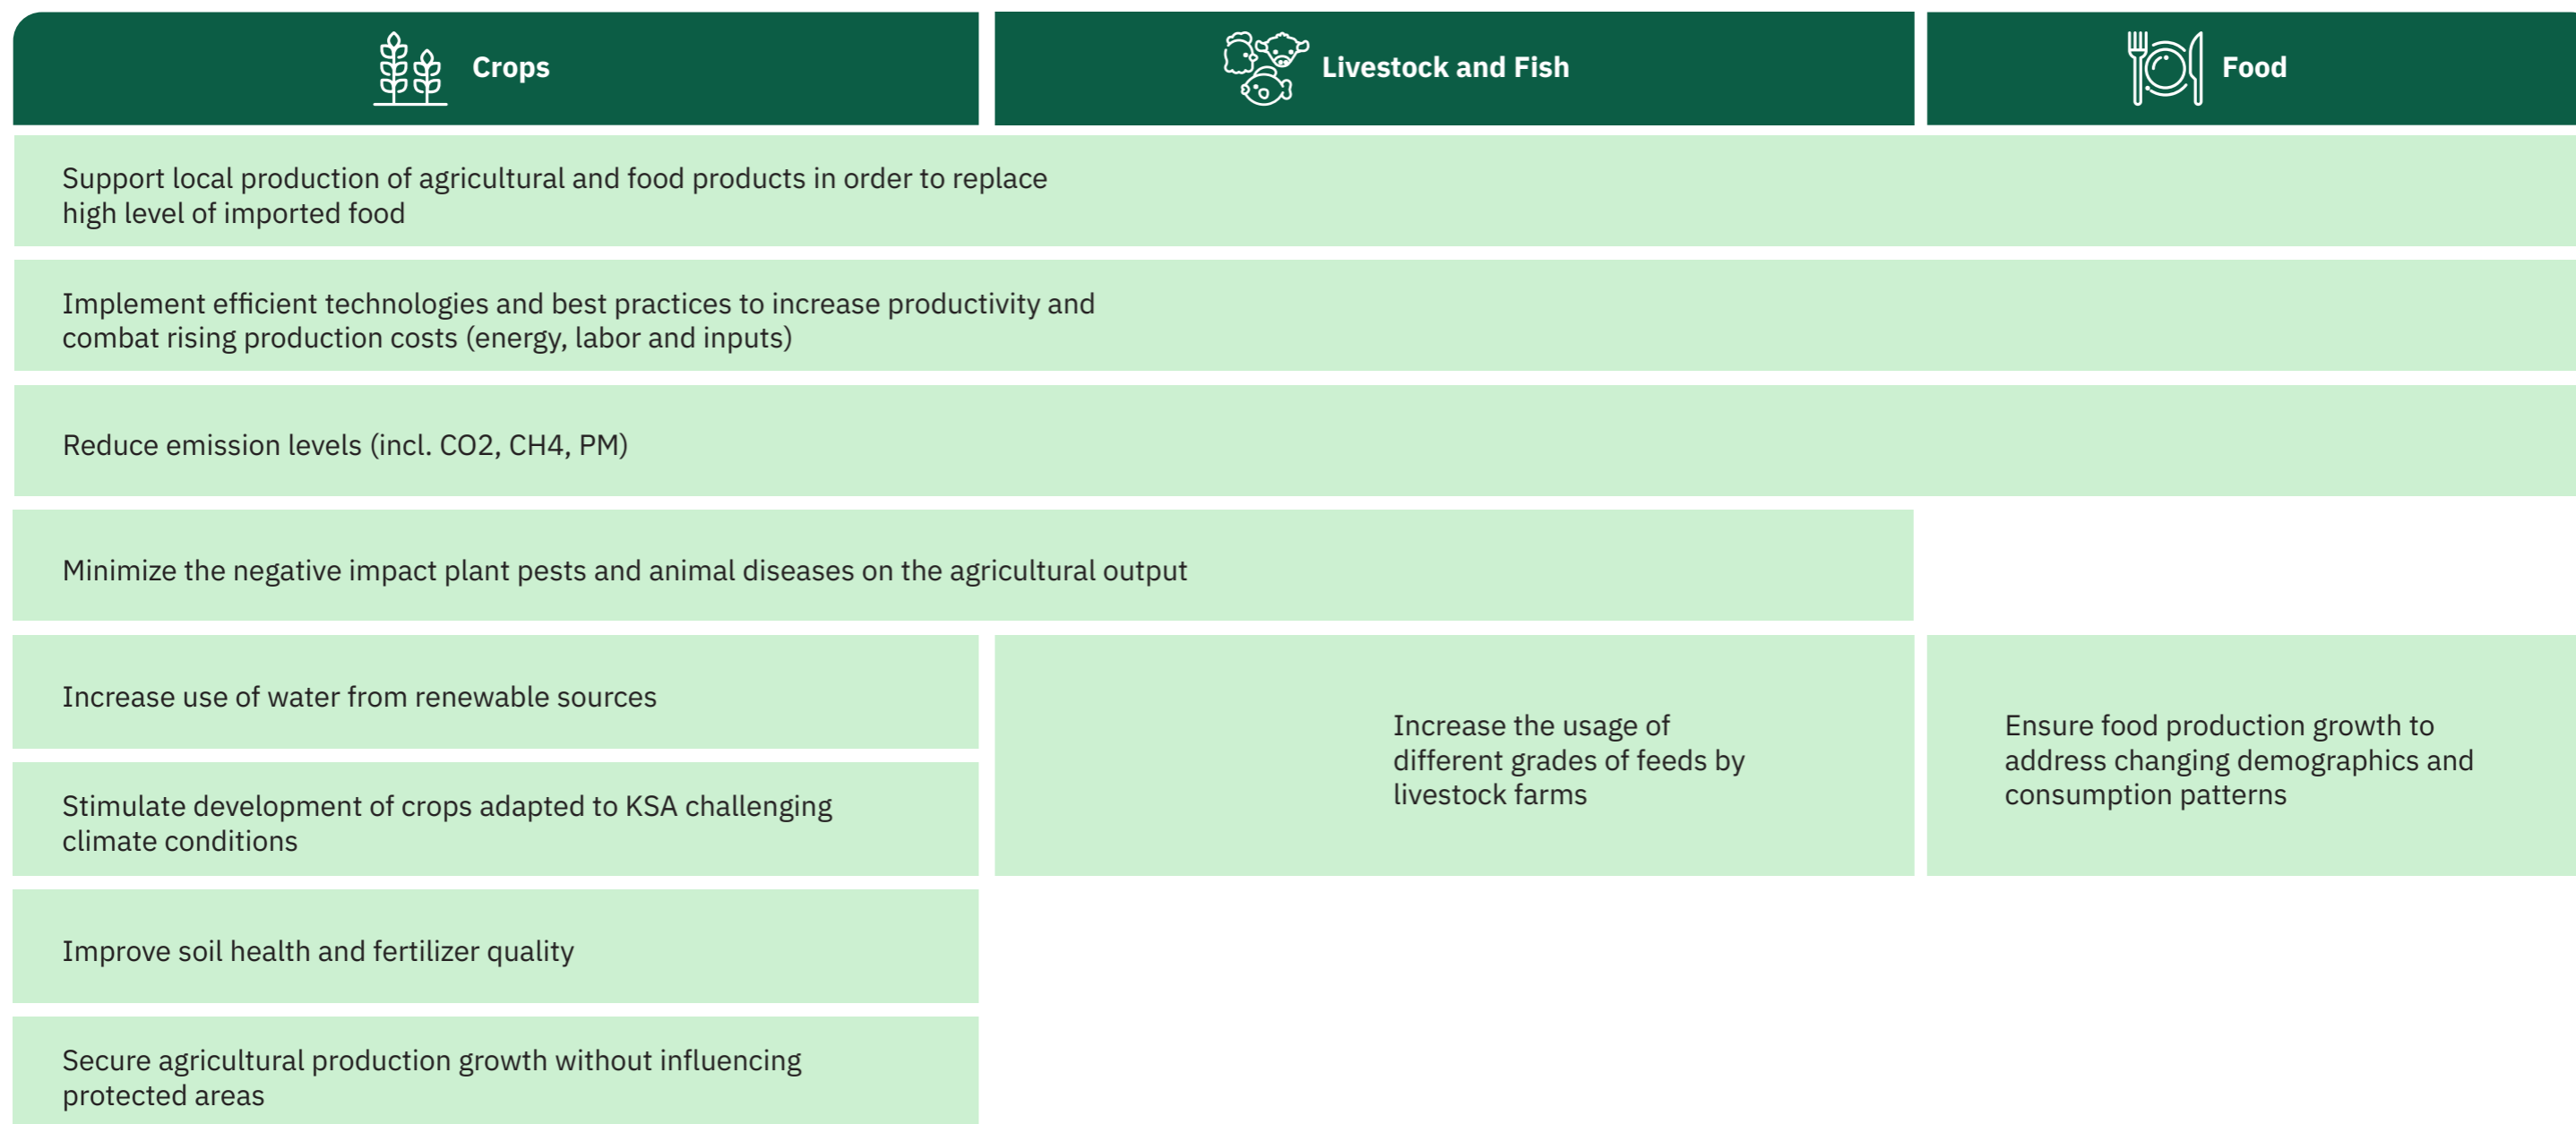 Crops
Livestock and Fish
Food
Support local production of agricultural and food products in order to replace
high level of imported food
Implement efficient technologies and best practices to increase productivity and
combat rising production costs (energy, labor and inputs)
Reduce emission levels (incl. CO2, CH4, PM)
Minimize the negative impact plant pests and animal diseases on the agricultural output
Increase use of water from renewable sources
Stimulate development of crops adapted to KSA challenging
climate conditions
Improve soil health and fertilizer quality
Secure agricultural production growth without influencing
protected areas
Increase the usage of
different grades of feeds by
livestock farms
Ensure food production growth to
address changing demographics and
consumption patterns